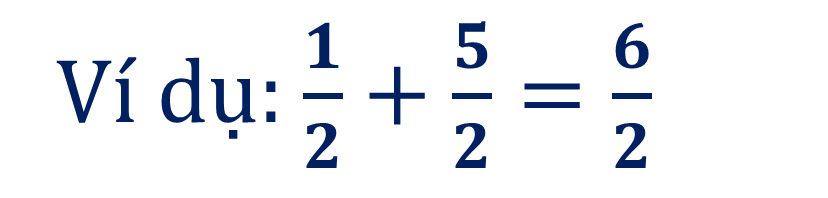 Ví dụ: 1/2 + 5/2 = 6/2